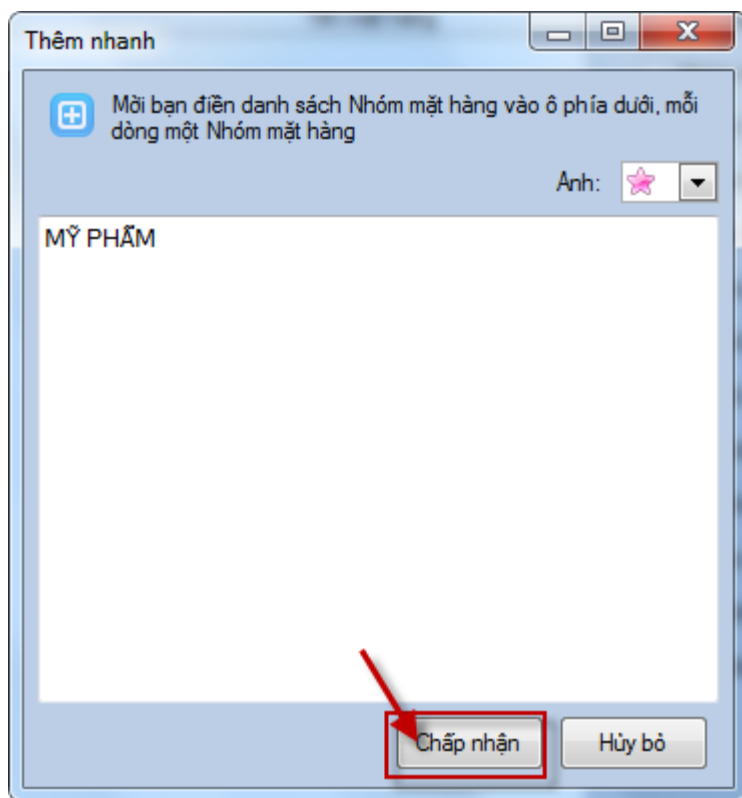 Thêm nhanh
Mời bạn điền danh sách Nhóm mặt hàng vào ô phía dưới, mỗi
dòng một Nhóm mặt hàng
Ảnh:
MỸ PHẨM
Chấp nhận
Hủy bỏ